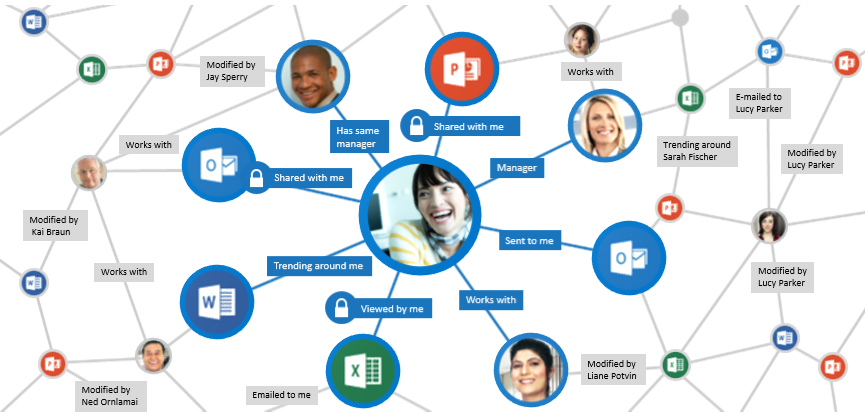 Modified by
Jay Sperry
Works with
Has same
manager
Shared with me
E-mailed to
Lucy Parker
Works with
Trending around
Sarah Fischer
Modified by
Lucy Parker
Manager
Shared with me
Modified by
Kai Braun
Sent to me
Works with
Trending around me
Modified by
Lucy Parker
Works with
Viewed by me
Modified by
Liane Potvin
Modified by
Ned Ornlamai
Emailed to me
W
X
P
P
O
P
X
O
P
O
W
W
P
X
X
W
P